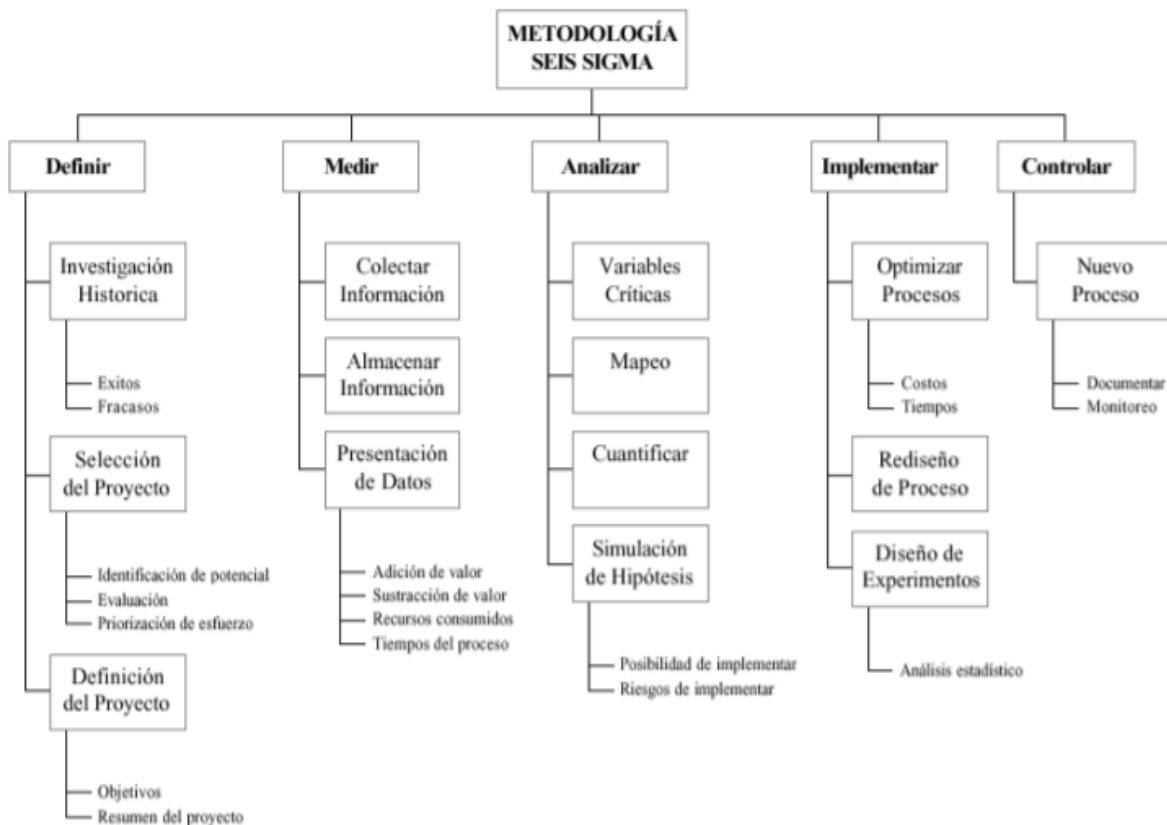 METODOLOGÍA
SEIS SIGMA
Definir
Investigación
Historica
Exitos
Fracasos
Selección
del Proyecto
Identificación de potencial
Evaluación
Priorización de esfuerzo
Definición
del Proyecto
Objetivos
Resumen del proyecto
Medir
Colectar
Información
Almacenar
Información
Presentación
de Datos
Adición de valor
Sustracción de valor
Recursos consumidos
Tiempos del proceso
Analizar
Variables
Críticas
Mapeo
Cuantificar
Simulación
de Hipótesis
Posibilidad de implementar
Riesgos de implementar
Implementar
Optimizar
Procesos
Costos
Tiempos
Rediseño
de Proceso
Diseño de
Experimentos
Análisis estadístico
Controlar
Nuevo
Proceso
Documentar
Monitoreo